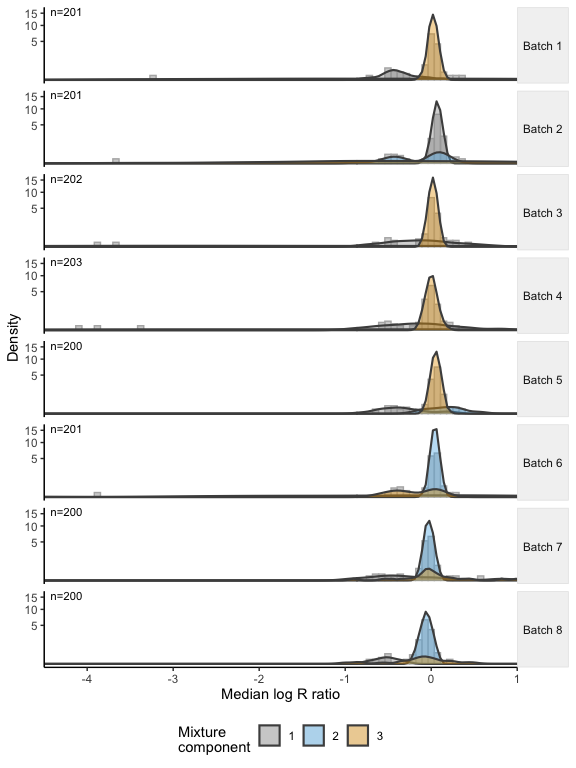 15
10
5
n=201
Batch 1
15
10
5
n=201
Batch 2
15
10
5
n=202
Batch 3
15
10
5
n=203
Batch 4
15
10
5
n=200
Batch 5
15
10
5
n=201
Batch 6
15
10
5
n=200
Batch 7
15
10
5
n=200
Batch 8
Density
-4 -3 -2 -1 0 1
Median log R ratio
Mixture
component
1 2 3